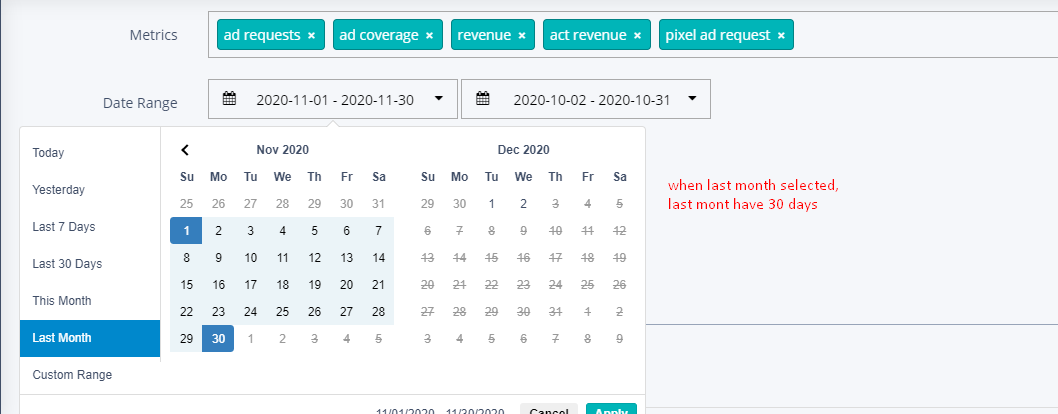 Metrics ad requests × ad coverage × revenue × act revenue × pixel ad request ×
Date Range 2020-11-01 - 2020-11-30 2020-10-02 - 2020-10-31
Today
Yesterday
Last 7 Days
Last 30 Days
This Month
Last Month
Custom Range
Nov 2020
Su Mo Tu We Th Fr Sa
25 26 27 28 29 30 31
1 2 3 4 5 6 7
8 9 10 11 12 13 14
15 16 17 18 19 20 21
22 23 24 25 26 27 28
29 30 1 2 3 4 5
Dec 2020
Su Mo Tu We Th Fr Sa
29 30 1 2 3 4 5
6 7 8 9 10 11 12
13 14 15 16 17 18 19
20 21 22 23 24 25 26
27 28 29 30 31 1 2
3 4 5 6 7 8 9
when last month selected,
last mont have 30 days
11/01/2020 - 11/30/2020 Cancel Apply